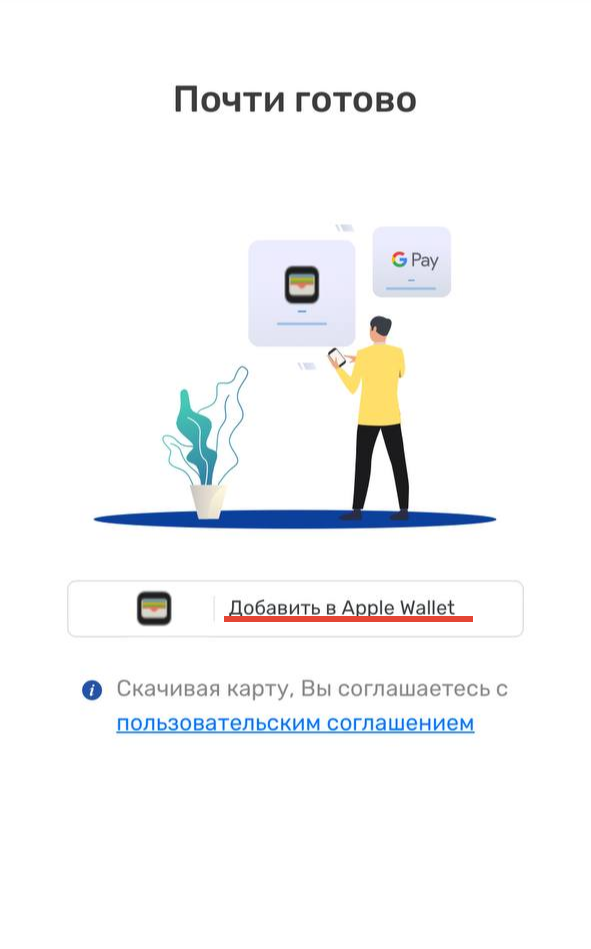 Почти готово
G Pay
Добавить в Apple Wallet
i Скачивая карту, Вы соглашаетесь с
пользовательским соглашением